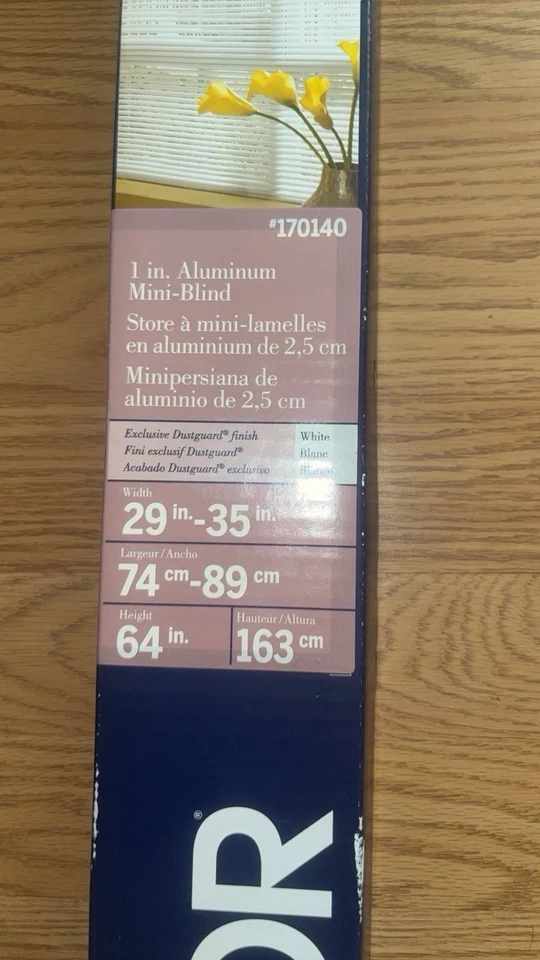 #170140
1 in. Aluminum
Mini-Blind
Store à mini-lamelles
en aluminium de 2,5 cm
Minipersiana de
aluminio de 2,5 cm
Exclusive Dustguard® finish White
Fini exclusif Dustguard® Blanc
Acabado Dustguard® exclusivo Blanco
Width
29 in.-35 in.
Largeur/Ancho
74 cm-89 cm
Height
64 in.
Hauteur/Altura
163 cm
OR®